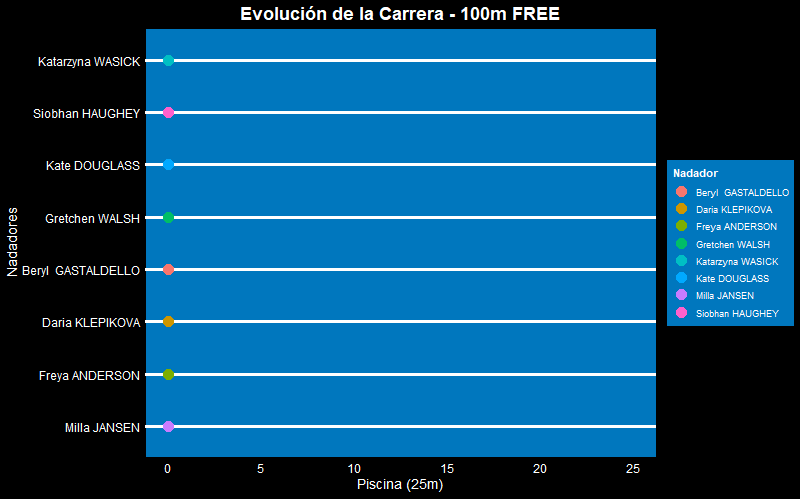 Evolución de la Carrera - 100m FREE
Nadadores
Katarzyna WASICK
Siobhan HAUGHEY
Kate DOUGLASS
Gretchen WALSH
Beryl  GASTALDELLO
Daria KLEPIKOVA
Freya ANDERSON
Milla JANSEN
0 5 10 15 20 25
Piscina (25m)
Nadador
Beryl  GASTALDELLO
Daria KLEPIKOVA
Freya ANDERSON
Gretchen WALSH
Katarzyna WASICK
Kate DOUGLASS
Milla JANSEN
Siobhan HAUGHEY